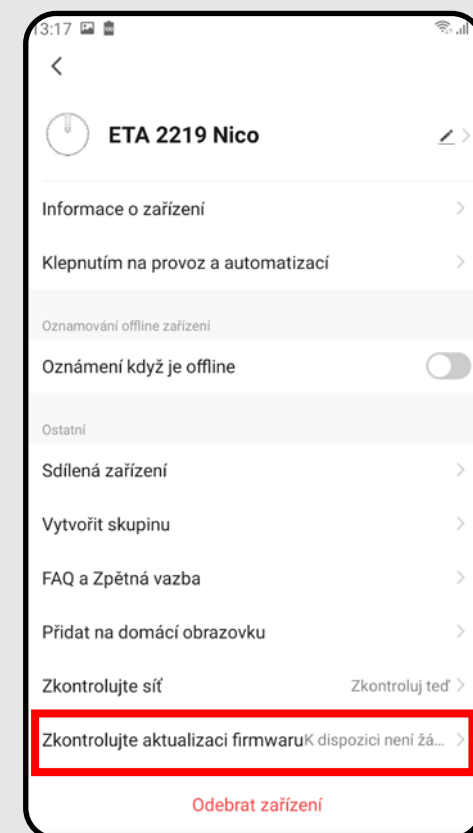 13:17
ETA 2219 Nico
Informace o zařízení
Klepnutím na provoz a automatizací
Oznamování offline zařízení
Oznámení když je offline
Ostatní
Sdílená zařízení
Vytvořit skupinu
FAQ a Zpětná vazba
Přidat na domácí obrazovku
Zkontrolujte síť Zkontroluj teď
Zkontrolujte aktualizaci firmwaru K dispozici není žá...
Odebrat zařízení